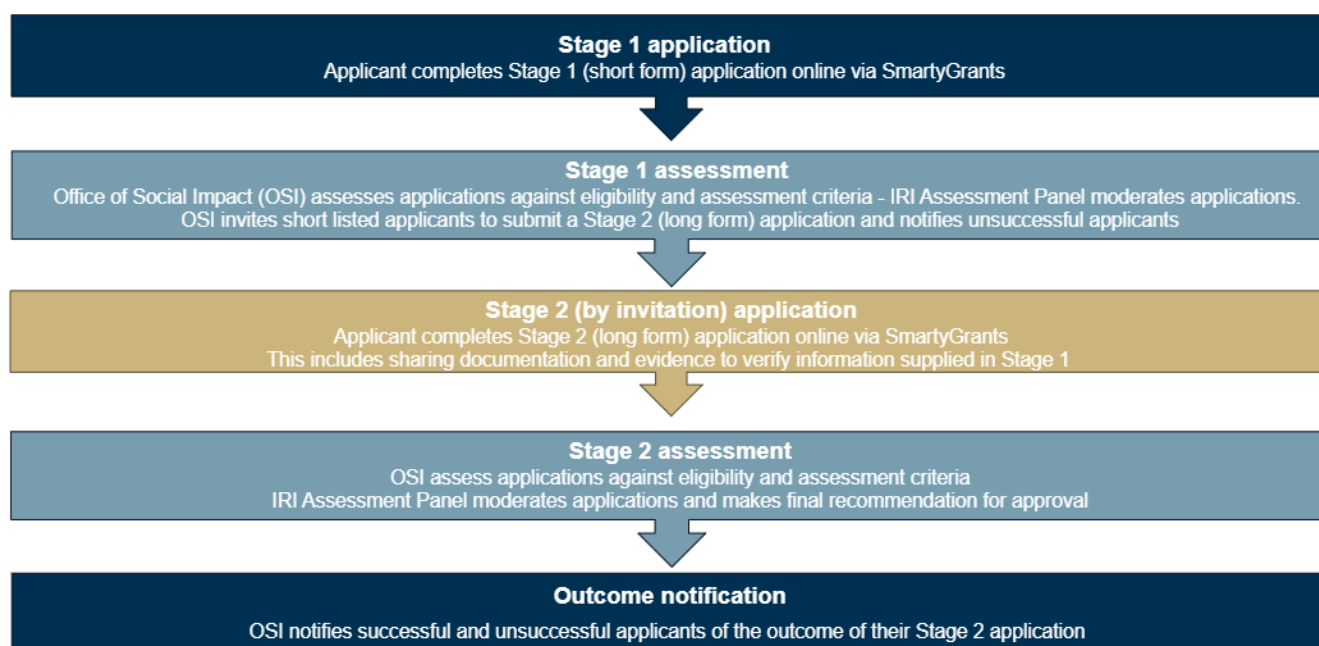 Stage 1 application
Applicant completes Stage 1 (short form) application online via SmartyGrants
Stage 1 assessment
Office of Social Impact (OSI) assesses applications against eligibility and assessment criteria - IRI Assessment Panel moderates applications.
OSI invites short listed applicants to submit a Stage 2 (long form) application and notifies unsuccessful applicants
Stage 2 (by invitation) application
Applicant completes Stage 2 (long form) application online via SmartyGrants
This includes sharing documentation and evidence to verify information supplied in Stage 1
Stage 2 assessment
OSI assess applications against eligibility and assessment criteria
IRI Assessment Panel moderates applications and makes final recommendation for approval
Outcome notification
OSI notifies successful and unsuccessful applicants of the outcome of their Stage 2 application